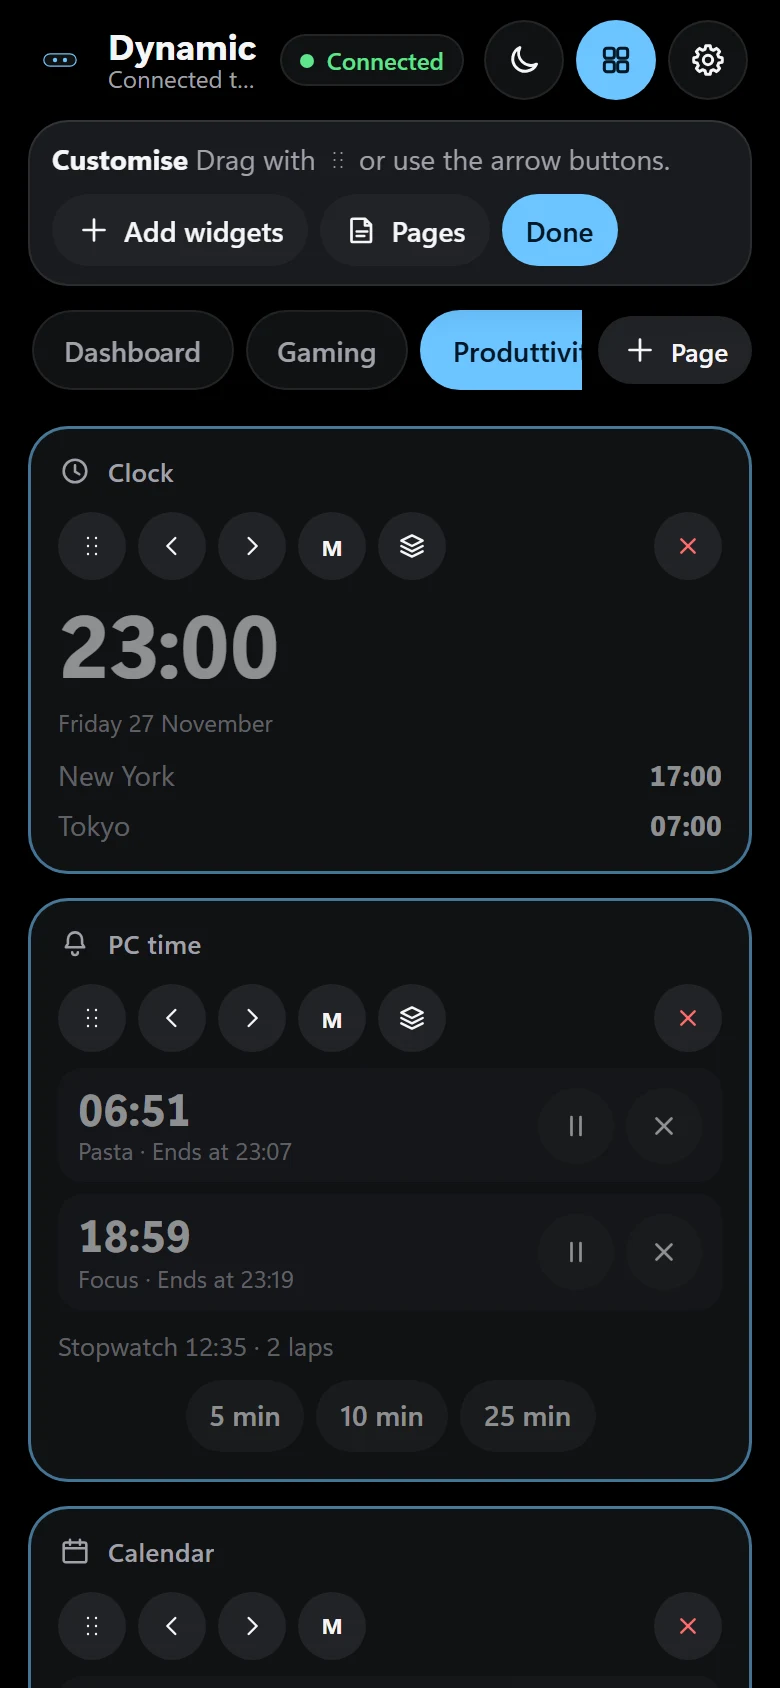 Dynamic
Connected t...
Connected
Customise Drag with ⠿ or use the arrow buttons.
Add widgets
Pages
Done
Dashboard
Gaming
Produttivit
Page
Clock
M
23:00
Friday 27 November
New York 17:00
Tokyo 07:00
PC time
M
06:51
Pasta · Ends at 23:07
18:59
Focus · Ends at 23:19
Stopwatch 12:35 · 2 laps
5 min
10 min
25 min
Calendar
M